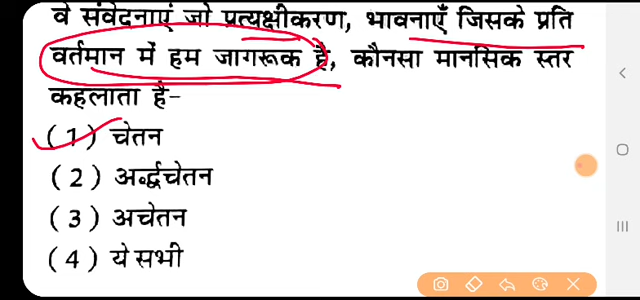 वे संवेदनाएं जो प्रत्यक्षीकरण, भावनाएँ जिसके प्रति
वर्तमान में हम जागरूक है, कौनसा मानसिक स्तर
कहलाता है-
(1) चेतन
(2) अर्द्धचेतन
(3) अचेतन
(4) ये सभी